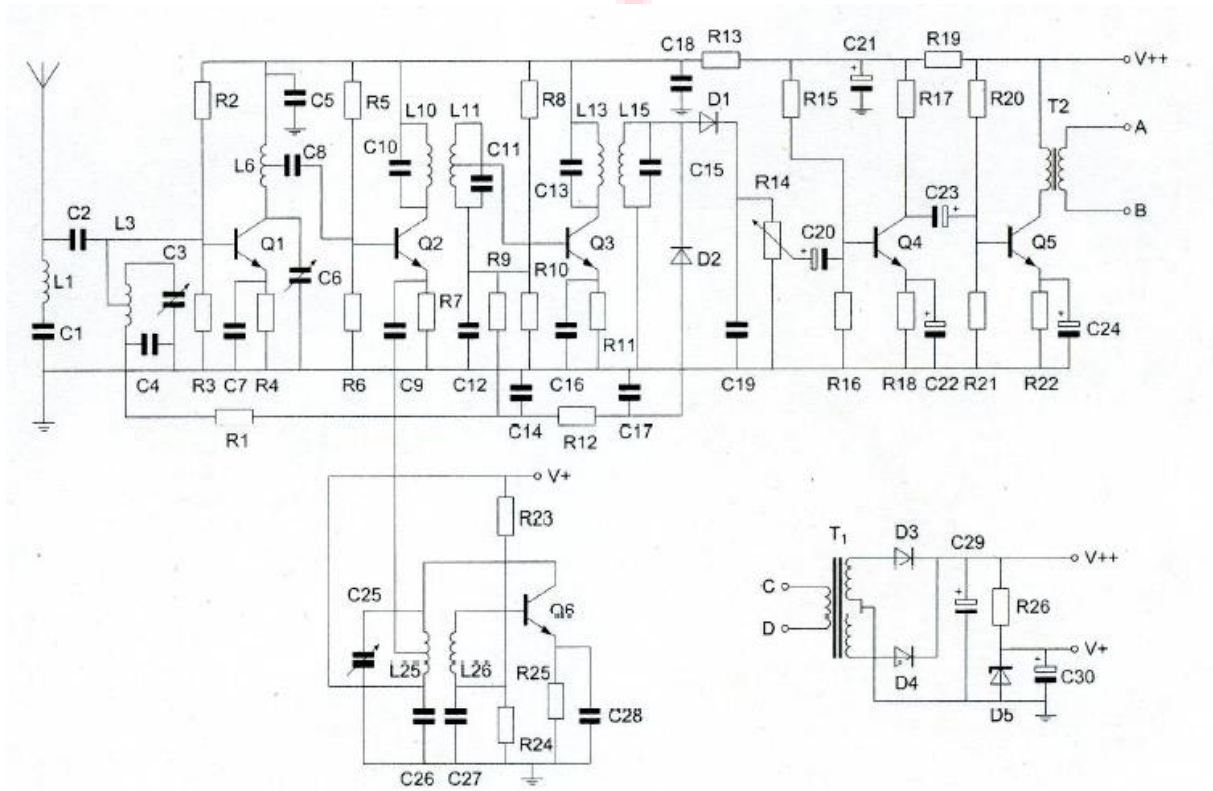 C18 R13 C21 R19
V++
R2 C5 R5 L10 L11 R8 L13 L15 D1 R15 R17 R20 T2
A
L6 C8 C10 C11 C13 C15 R14 C23
B
C2 L3 C3 Q1 C6 Q2 R9 R10 Q3 D2 C20 Q4 Q5
+
L1 C1 R7 R11 C24
C4 R3 C7 R4 R6 C9 C12 C16 C19 R16 R18 C22 R21 R22
R1 C14 R12 C17
V+
R23
T1 D3 C29 V++
C25 Q6 C R26
D
L25 L26 R25 D4 V+
C30
R24 C28 D5
C26 C27